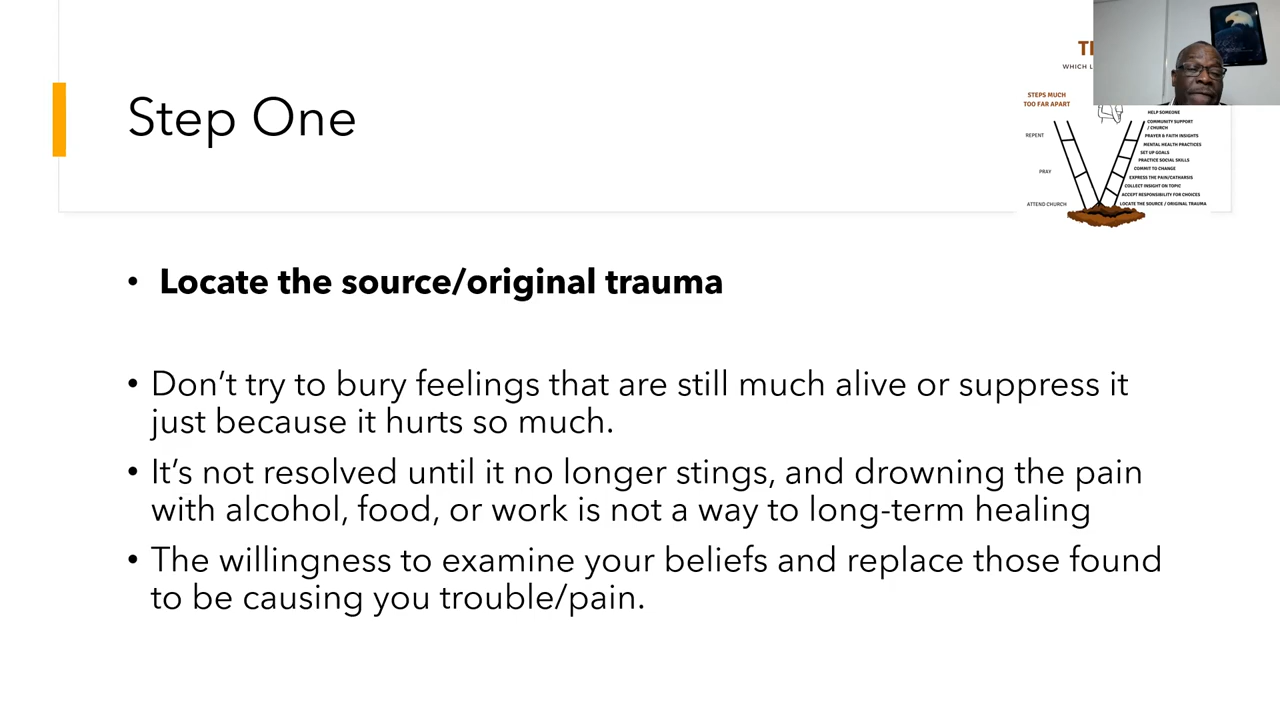 Step One
• Locate the source/original trauma
• Don’t try to bury feelings that are still much alive or suppress it
just because it hurts so much.
• It’s not resolved until it no longer stings, and drowning the pain
with alcohol, food, or work is not a way to long-term healing
• The willingness to examine your beliefs and replace those found
to be causing you trouble/pain.
WHICH
STEPS MUCH
TOO FAR APART
REPENT
PRAY
ATTEND CHURCH
HELP SOMEONE
COMMUNITY SUPPORT
/ CHURCH
PRAYER & FAITH INSIGHTS
MENTAL HEALTH PRACTICES
SET UP GOALS
PRACTICE SOCIAL SKILLS
COMMIT TO CHANGE
EXPRESS THE PAIN/CATHARSIS
COLLECT INSIGHT ON TOPIC
ACCEPT RESPONSIBILITY FOR CHOICES
LOCATE THE SOURCE / ORIGINAL TRAUMA